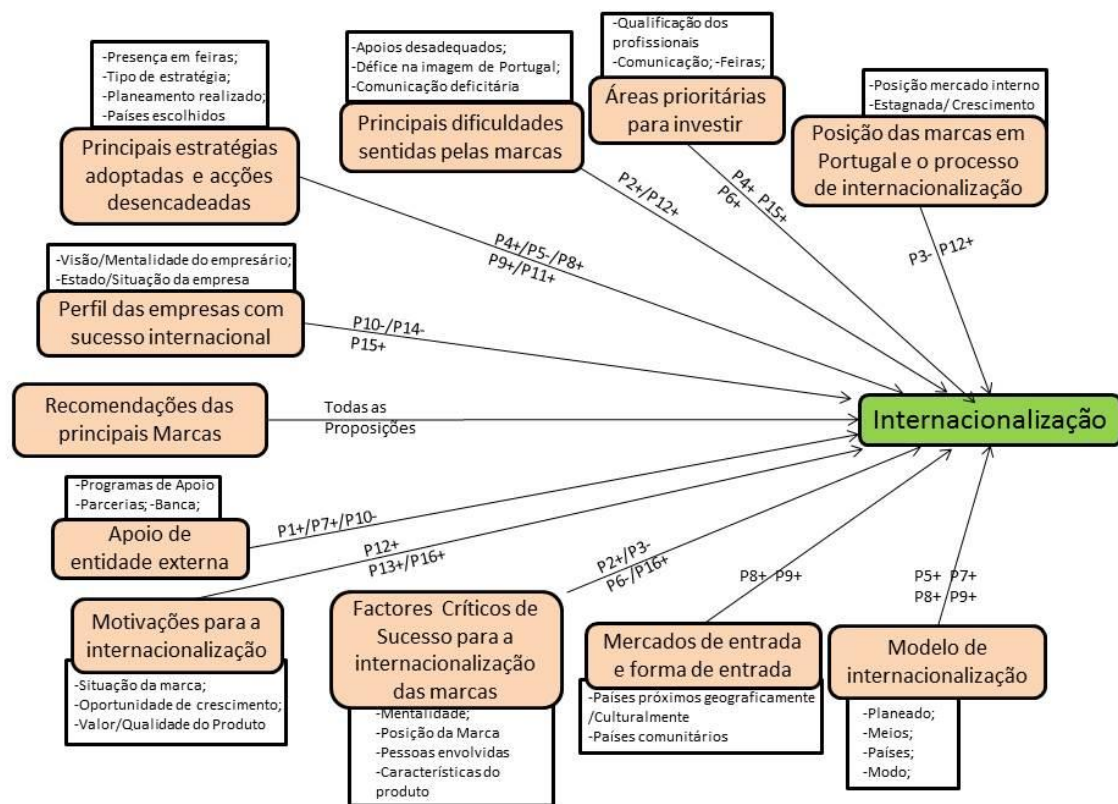 -Presença em feiras;
-Tipo de estratégia;
-Planeamento realizado;
-Países escolhidos
Principais estratégias
adoptadas e acções
desencadeadas
-Apoios desadequados;
-Défice na imagem de Portugal;
-Comunicação deficitária
Principais dificuldades
sentidas pelas marcas
-Qualificação dos
profissionais
-Comunicação; -Feiras;
Áreas prioritárias
para investir
-Posição mercado interno
-Estagnada/ Crescimento
Posição das marcas em
Portugal e o processo
de internacionalização
P4+/P5-/P8+
P9+/P11+
P2+/P12+
P4+ P15+
P6+
P3- P12+
-Visão/Mentalidade do empresário;
-Estado/Situação da empresa
Perfil das empresas com
sucesso internacional
P10-/P14-
P15+
Recomendações das
principais Marcas
Todas as
Proposições
Internacionalização
-Programas de Apoio
-Parcerias; -Banca;
Apoio de
entidade externa
P1+/P7+/P10-
P12+
P13+/P16+
P2+/P3-
P6-/P16+
P8+ P9+
P5+ P7+
P8+ P9+
Motivações para a
internacionalização
-Situação da marca;
-Oportunidade de crescimento;
-Valor/Qualidade do Produto
Factores Críticos de
Sucesso para a
internacionalização
das marcas
-Mentalidade;
-Posição da Marca
-Pessoas envolvidas
-Características do
produto
Mercados de entrada
e forma de entrada
-Países próximos geograficamente
/Culturalmente
-Países comunitários
Modelo de
internacionalização
-Planeado;
-Meios;
-Países;
-Modo;